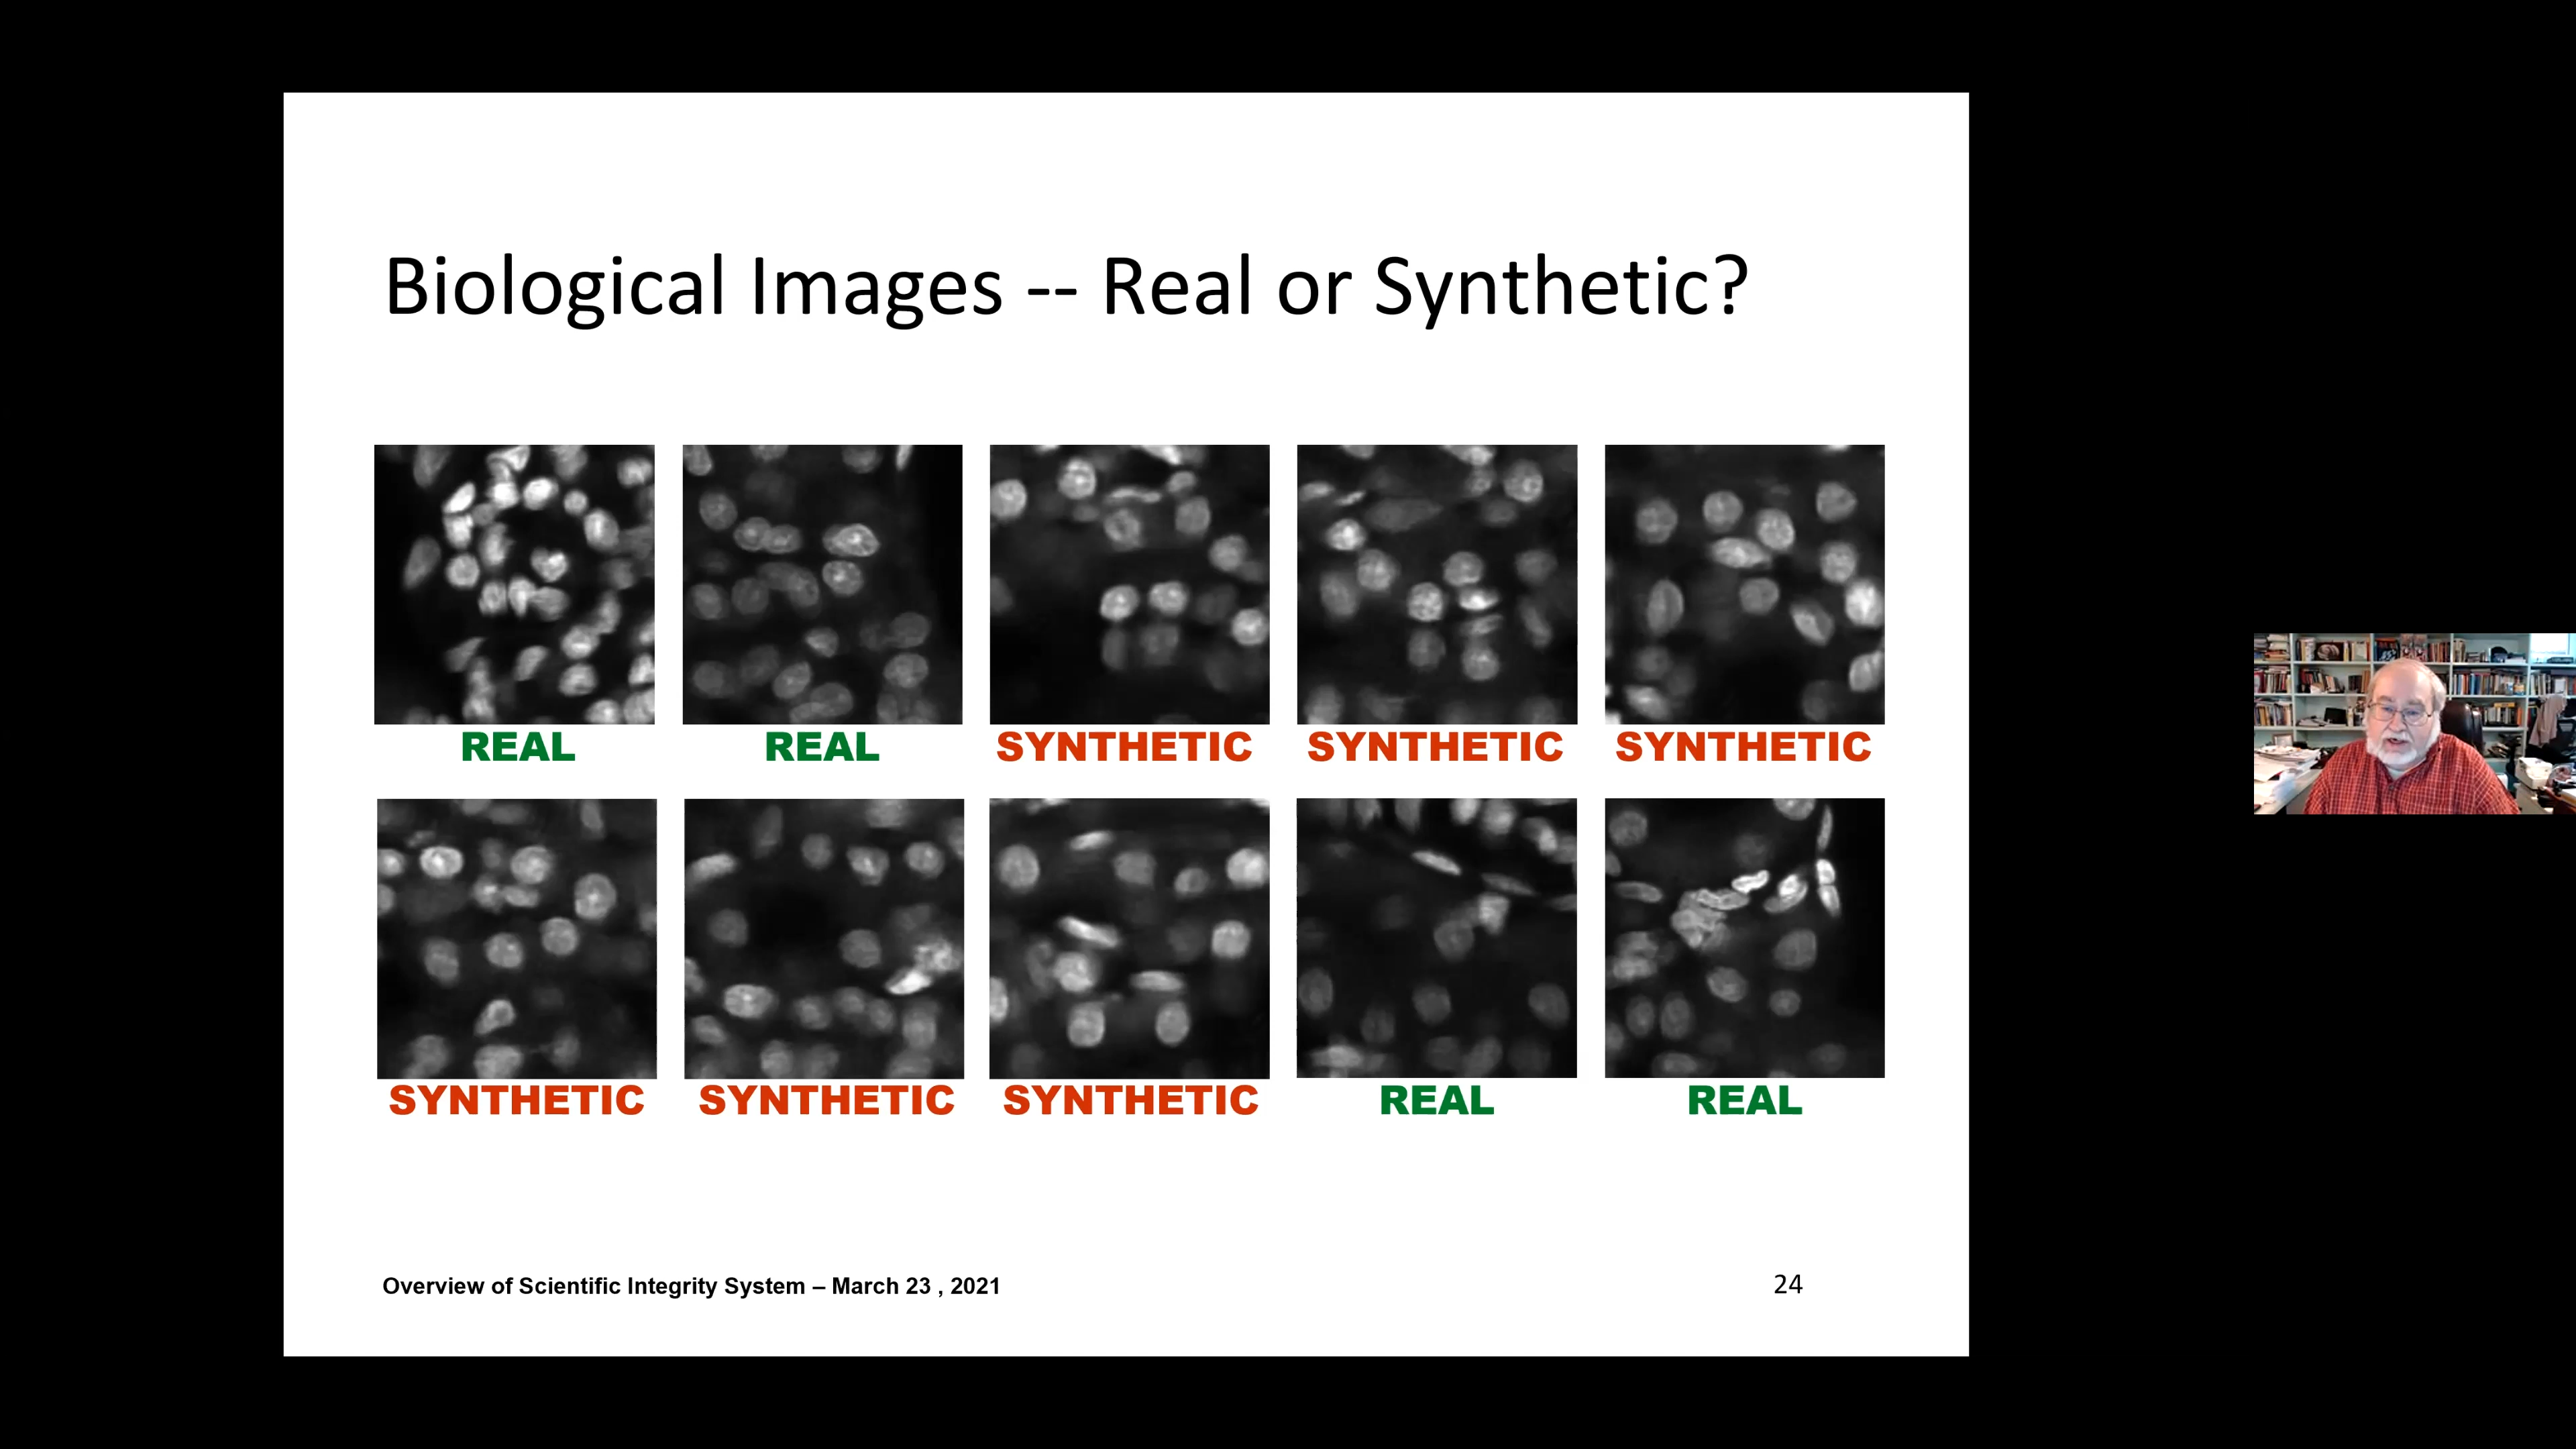 Biological Images -- Real or Synthetic?
REAL
REAL
SYNTHETIC
SYNTHETIC
SYNTHETIC
SYNTHETIC
SYNTHETIC
SYNTHETIC
REAL
REAL
Overview of Scientific Integrity System – March 23 , 2021
24